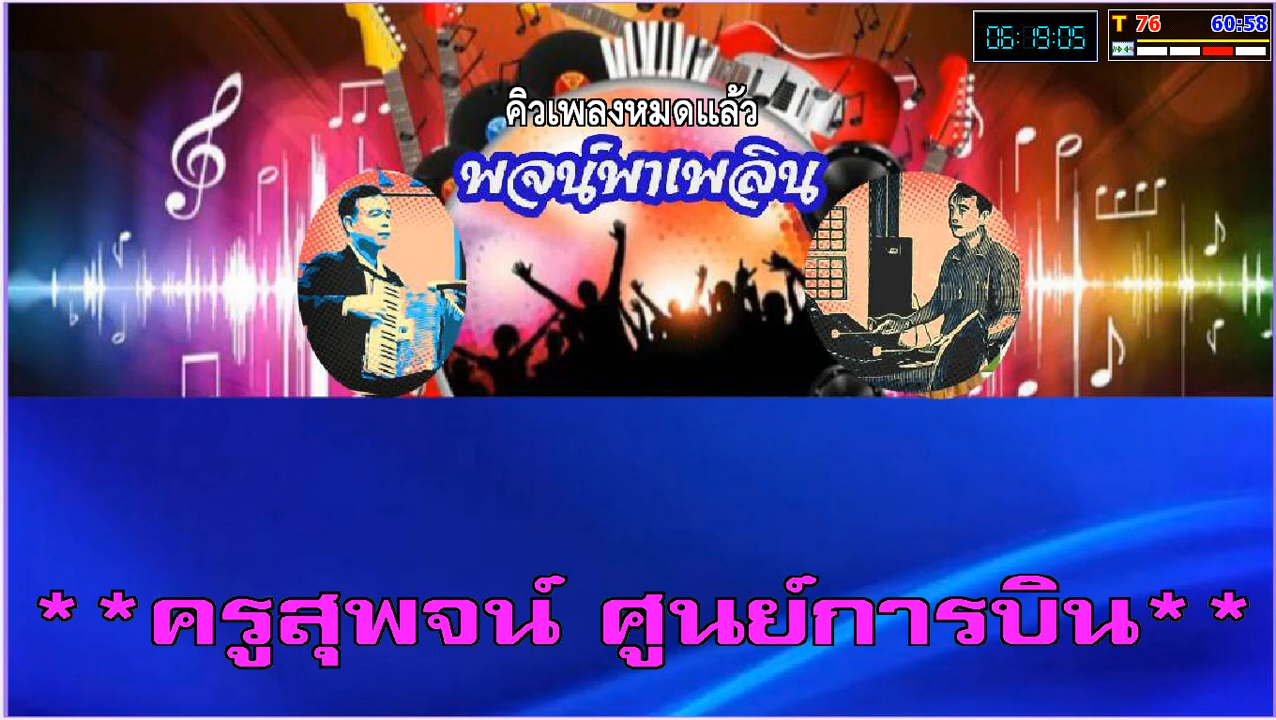 06:19:05
T 76 60:58
คิวเพลงหมดแล้ว
พจน์พาเพลิน
**ครูสุพจน์ ศูนย์การบิน**